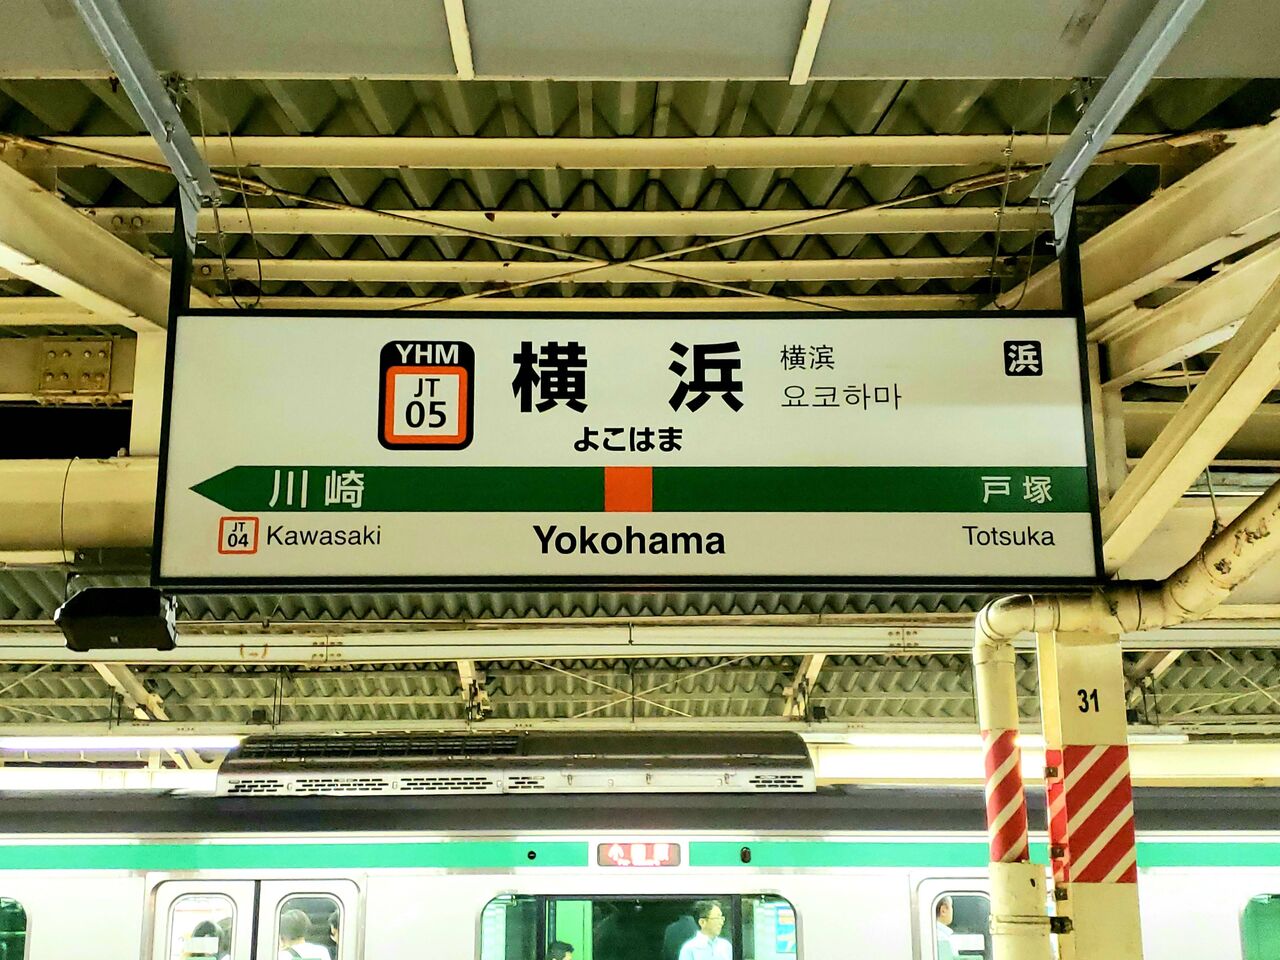 YHM
JT
05
横浜
横滨
요코하마
浜
よこはま
川崎
戸塚
JT
04
Kawasaki
Yokohama
Totsuka
31